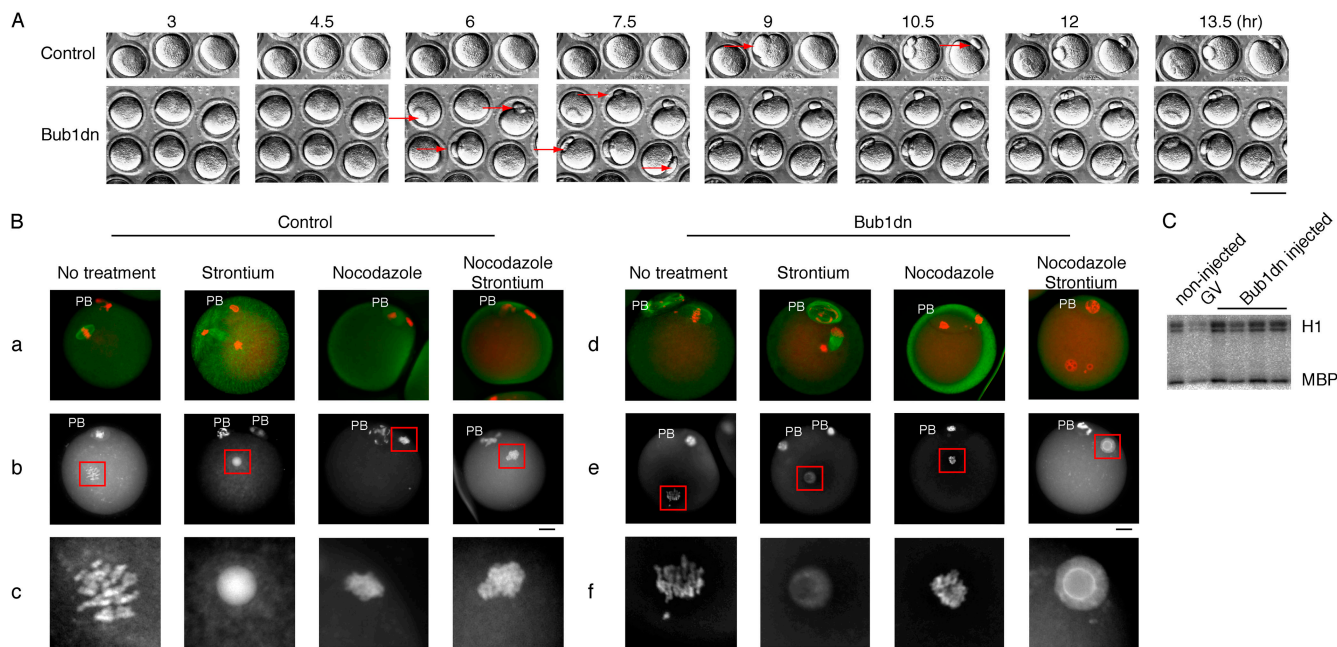 A
3 4.5 6 7.5 9 10.5 12 13.5 (hr)
Control
Bub1dn
B
Control
No treatment Strontium Nocodazole Nocodazole
Strontium
a
PB PB PB PB
b
PB PB PB PB PB
c
Bub1dn
No treatment Strontium Nocodazole Nocodazole
Strontium
d
PB PB PB PB
e
PB PB PB PB PB
f
C
non-injected
GV
Bub1dn injected
H1
MBP